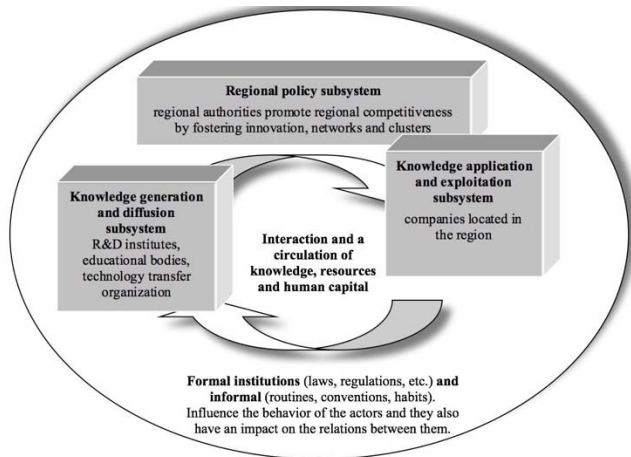 Regional policy subsystem
regional authorities promote regional competitiveness
by fostering innovation, networks and clusters
Knowledge generation
and diffusion
subsystem
R&D institutes,
educational bodies,
technology transfer
organization
Knowledge application
and exploitation
subsystem
companies located in
the region
Interaction and a
circulation of
knowledge, resources
and human capital
Formal institutions (laws, regulations, etc.) and
informal (routines, conventions, habits).
Influence the behavior of the actors and they also
have an impact on the relations between them.